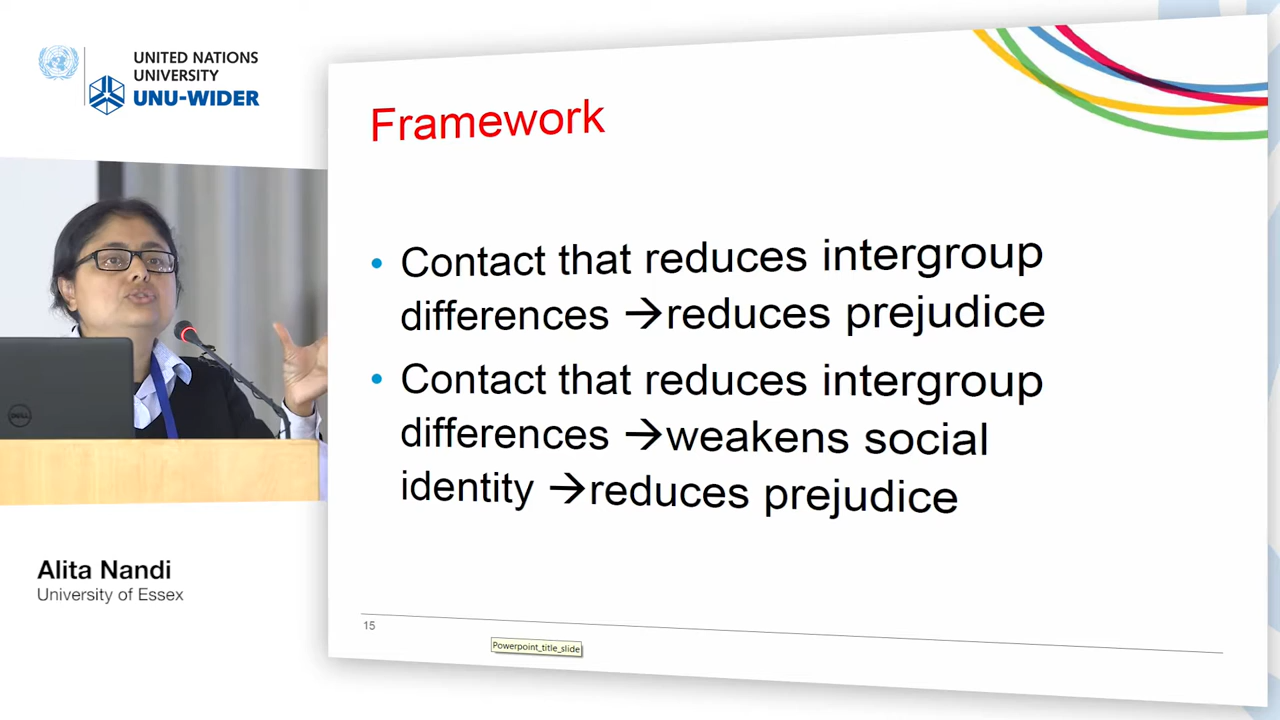 UNITED NATIONS
UNIVERSITY
UNU-WIDER
Framework
• Contact that reduces intergroup
differences →reduces prejudice
• Contact that reduces intergroup
differences →weakens social
identity →reduces prejudice
DELL
Alita Nandi
University of Essex
15
Powerpoint_title_slide